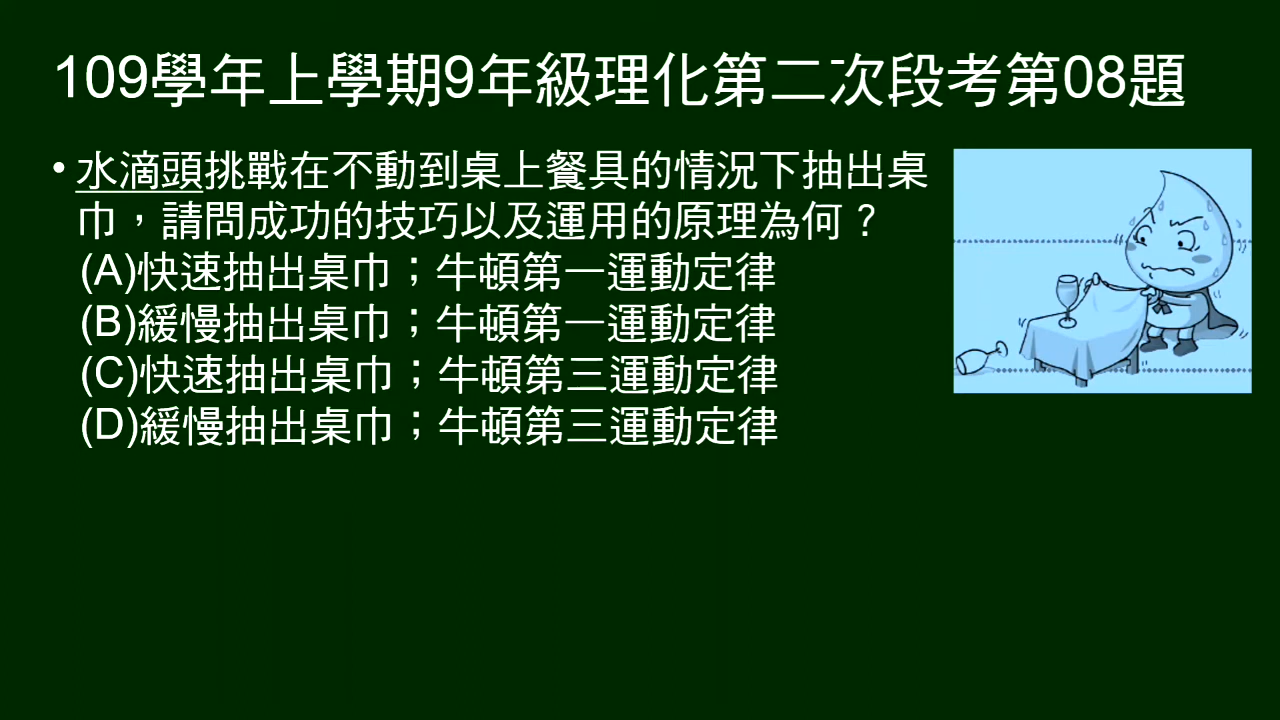 109學年上學期9年級理化第二次段考第08題
• 水滴頭挑戰在不動到桌上餐具的情況下抽出桌
巾，請問成功的技巧以及運用的原理為何？
(A)快速抽出桌巾；牛頓第一運動定律
(B)緩慢抽出桌巾；牛頓第一運動定律
(C)快速抽出桌巾；牛頓第三運動定律
(D)緩慢抽出桌巾；牛頓第三運動定律